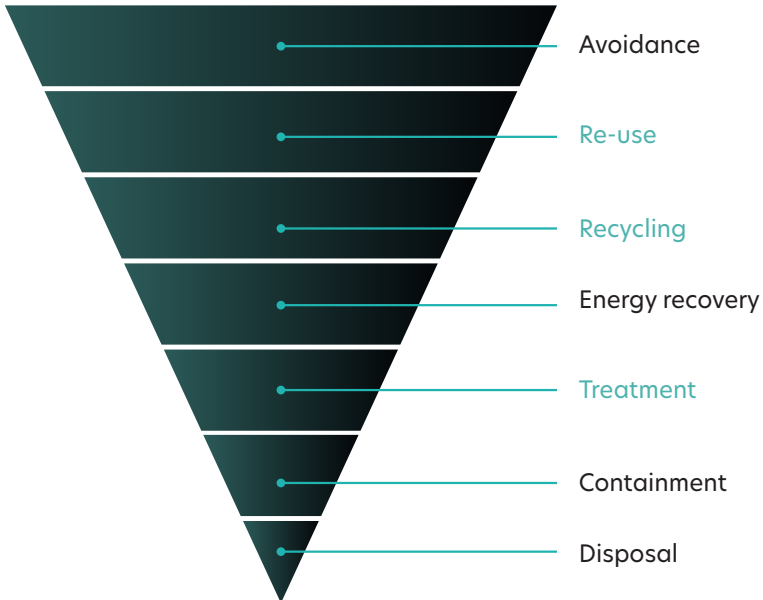 Avoidance
Re-use
Recycling
Energy recovery
Treatment
Containment
Disposal